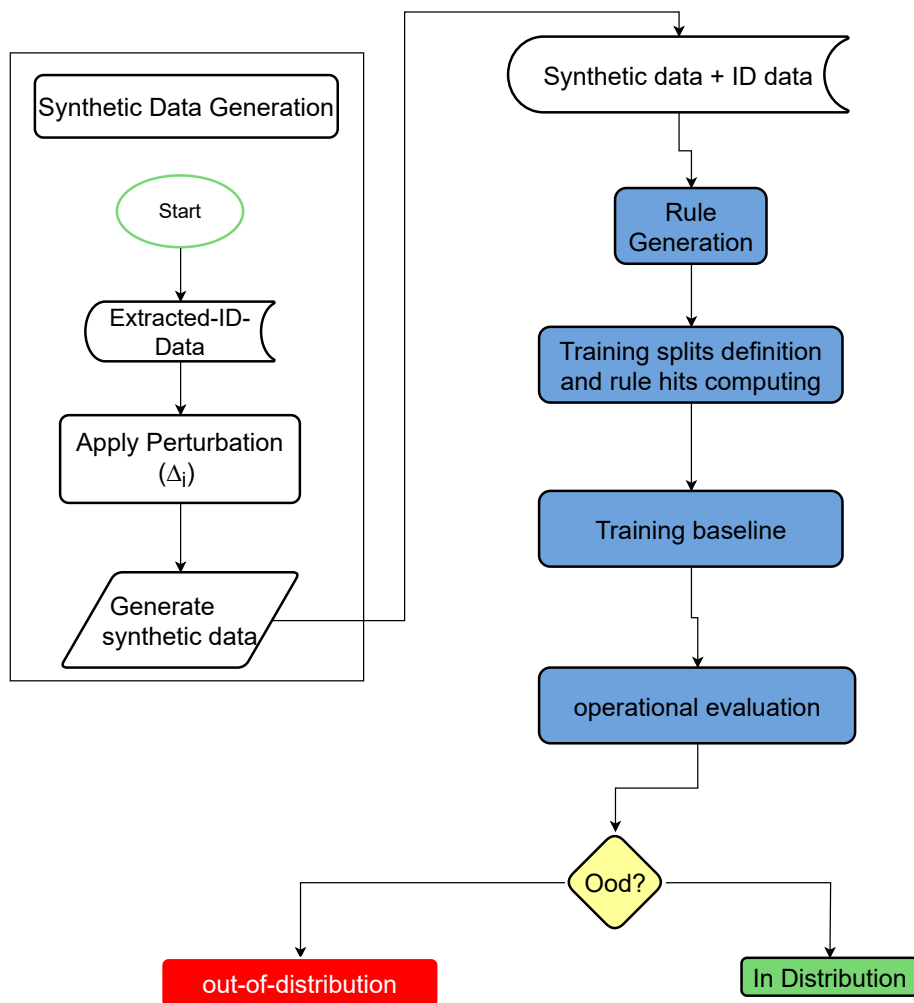 Synthetic Data Generation
Start
Extracted-ID-
Data
Apply Perturbation
(Δi)
Generate
synthetic data
Synthetic data + ID data
Rule
Generation
Training splits definition
and rule hits computing
Training baseline
operational evaluation
Ood?
out-of-distribution
In Distribution